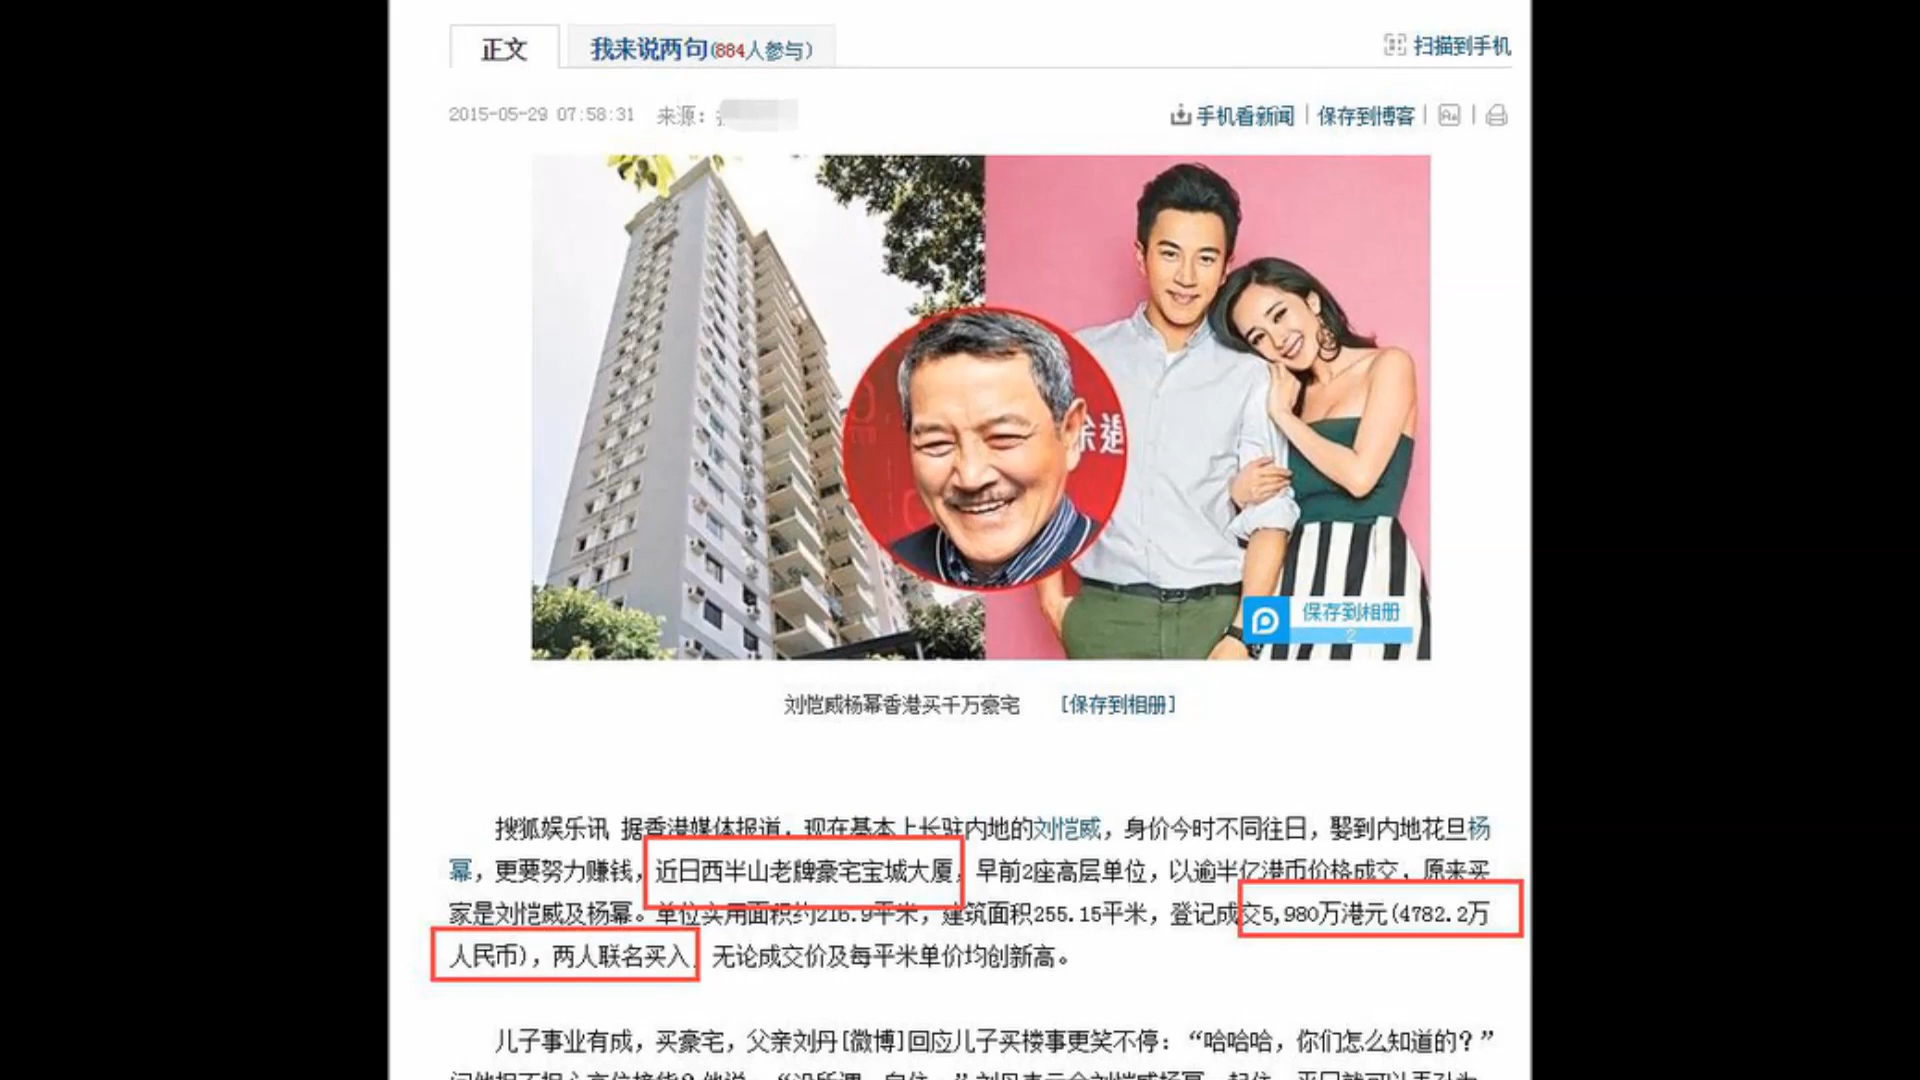 正文
我来说两句(884人参与)
扫描到手机
2015-05-29 07:58:31 来源:
手机看新闻 | 保存到博客
徐追
保存到相册
2
刘恺威杨幂香港买千万豪宅 [保存到相册]
搜狐娱乐讯 据香港媒体报道，现在基本上长驻内地的刘恺威，身价今时不同往日，娶到内地花旦杨
幂，更要努力赚钱，近日西半山老牌豪宅宝城大厦，早前2座高层单位，以逾半亿港币价格成交，原来买
家是刘恺威及杨幂。单位实用面积约216.9平米，建筑面积255.15平米，登记成交5,980万港元(4782.2万
人民币)，两人联名买入，无论成交价及每平米单价均创新高。
儿子事业有成，买豪宅，父亲刘丹[微博]回应儿子买楼事更笑不停：“哈哈哈，你们怎么知道的？”